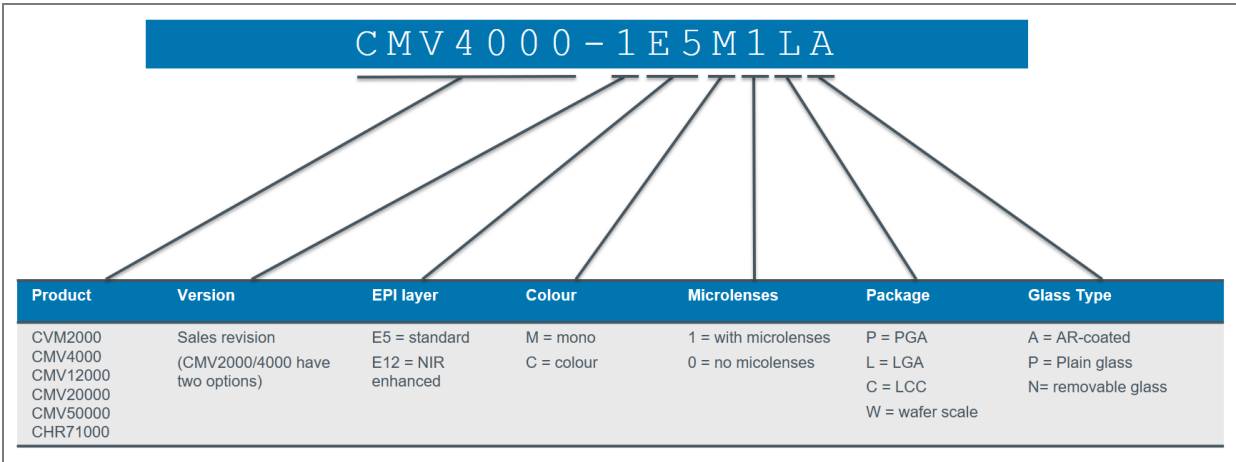 CMV4000-1E5M1LA
Product Version EPI layer Colour Microlenses Package Glass Type
CVM2000
CMV4000
CMV12000
CMV20000
CMV50000
CHR71000
Sales revision
(CMV2000/4000 have
two options)
E5 = standard
E12 = NIR
enhanced
M = mono
C = colour
1 = with microlenses
0 = no micolenses
P = PGA
L = LGA
C = LCC
W = wafer scale
A = AR-coated
P = Plain glass
N= removable glass